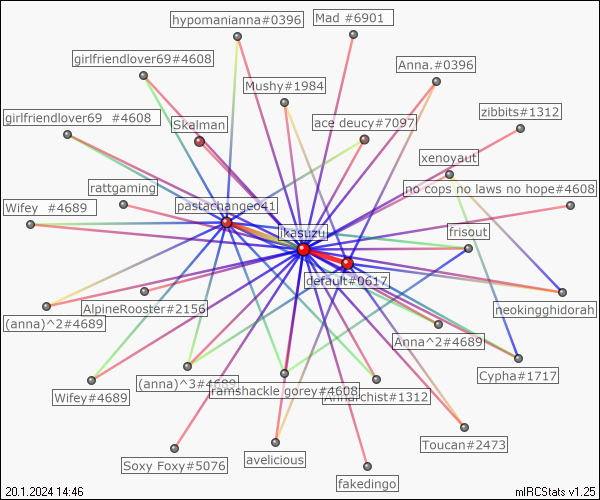 hypomanianna#0396
Mad #6901
girlfriendlover69#4608
Anna.#0396
Mushy#1984
zibbits#1312
girlfriendlover69 #4608
Skalman
ace deucy#7097
xenoyaut
rattgaming
no cops no laws no hope#4608
Wifey #4689
pastachangeo41
jkasuzu
frisout
default#0617
AlpineRooster#2156
neokingghidorah
(anna)^2#4689
Anna^2#4689
Cypha#1717
(anna)^3#4689
ramshackle gorey#4608
Annarchist#1312
Wifey#4689
Toucan#2473
Soxy Foxy#5076
avelicious
fakedingo
20.1.2024 14:46
mIRCStats v1.25